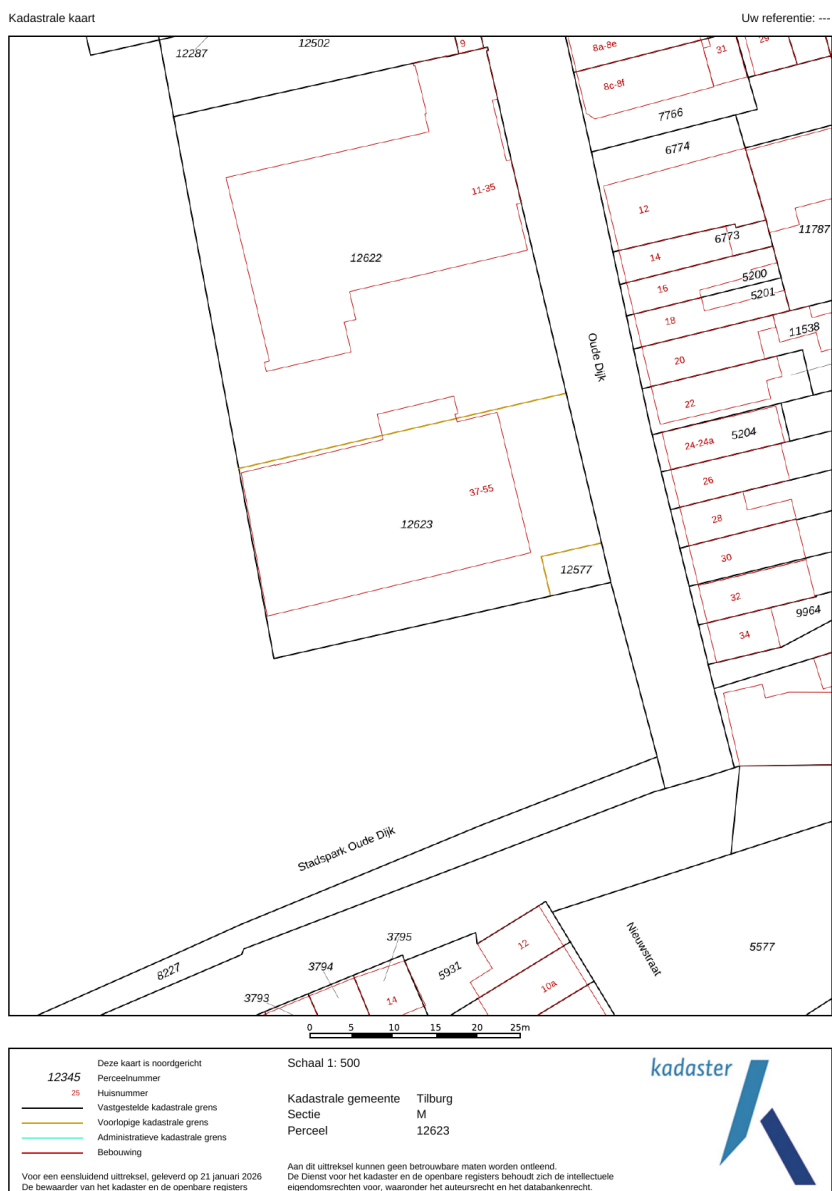 Kadastrale kaart
Uw referentie: ---
12287
12502
9
8a-8e
31
29
8c-8f
7766
6774
11-35
12
11787
6773
14
12622
5200
16
5201
18
11538
Oude Dijk
20
22
24-24a
5204
26
37-55
28
12623
30
12577
32
9964
34
Stadspark Oude Dijk
Nieuwstraat
3795
12
5577
5931
8227
3794
10a
3793
14
0 5 10 15 20 25m
Deze kaart is noordgericht
12345 Perceelnummer
25 Huisnummer
Vastgestelde kadastrale grens
Voorlopige kadastrale grens
Administratieve kadastrale grens
Bebouwing
Voor een eensluidend uittreksel, geleverd op 21 januari 2026
De bewaarder van het kadaster en de openbare registers
Schaal 1: 500
Kadastrale gemeente Tilburg
Sectie M
Perceel 12623
Aan dit uittreksel kunnen geen betrouwbare maten worden ontleend.
De Dienst voor het kadaster en de openbare registers behoudt zich de intellectuele
eigendomsrechten voor, waaronder het auteursrecht en het databankenrecht.
kadaster